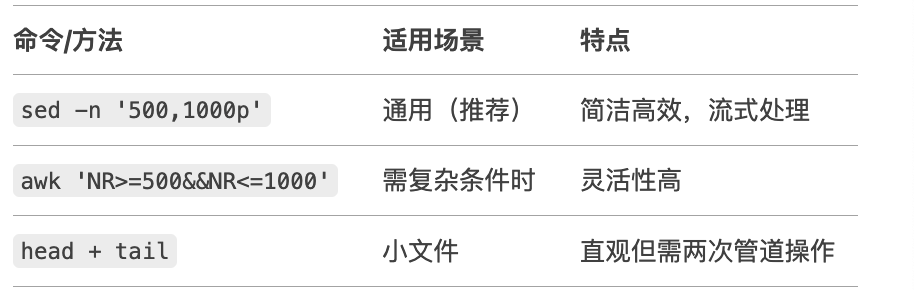 命令/方法 适用场景 特点
sed -n '500,1000p' 通用（推荐） 简洁高效，流式处理
awk 'NR>=500&&NR<=1000' 需复杂条件时 灵活性高
head + tail 小文件 直观但需两次管道操作